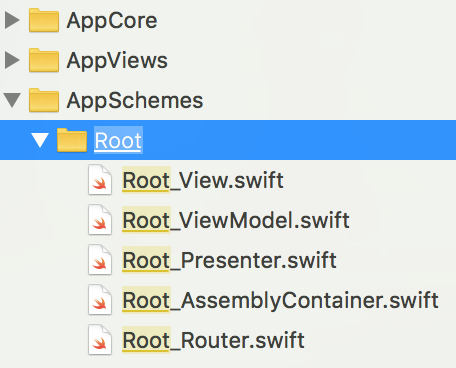 AppCore
AppViews
AppSchemes
Root
Root_View.swift
Root_ViewModel.swift
Root_Presenter.swift
Root_AssemblyContainer.swift
Root_Router.swift